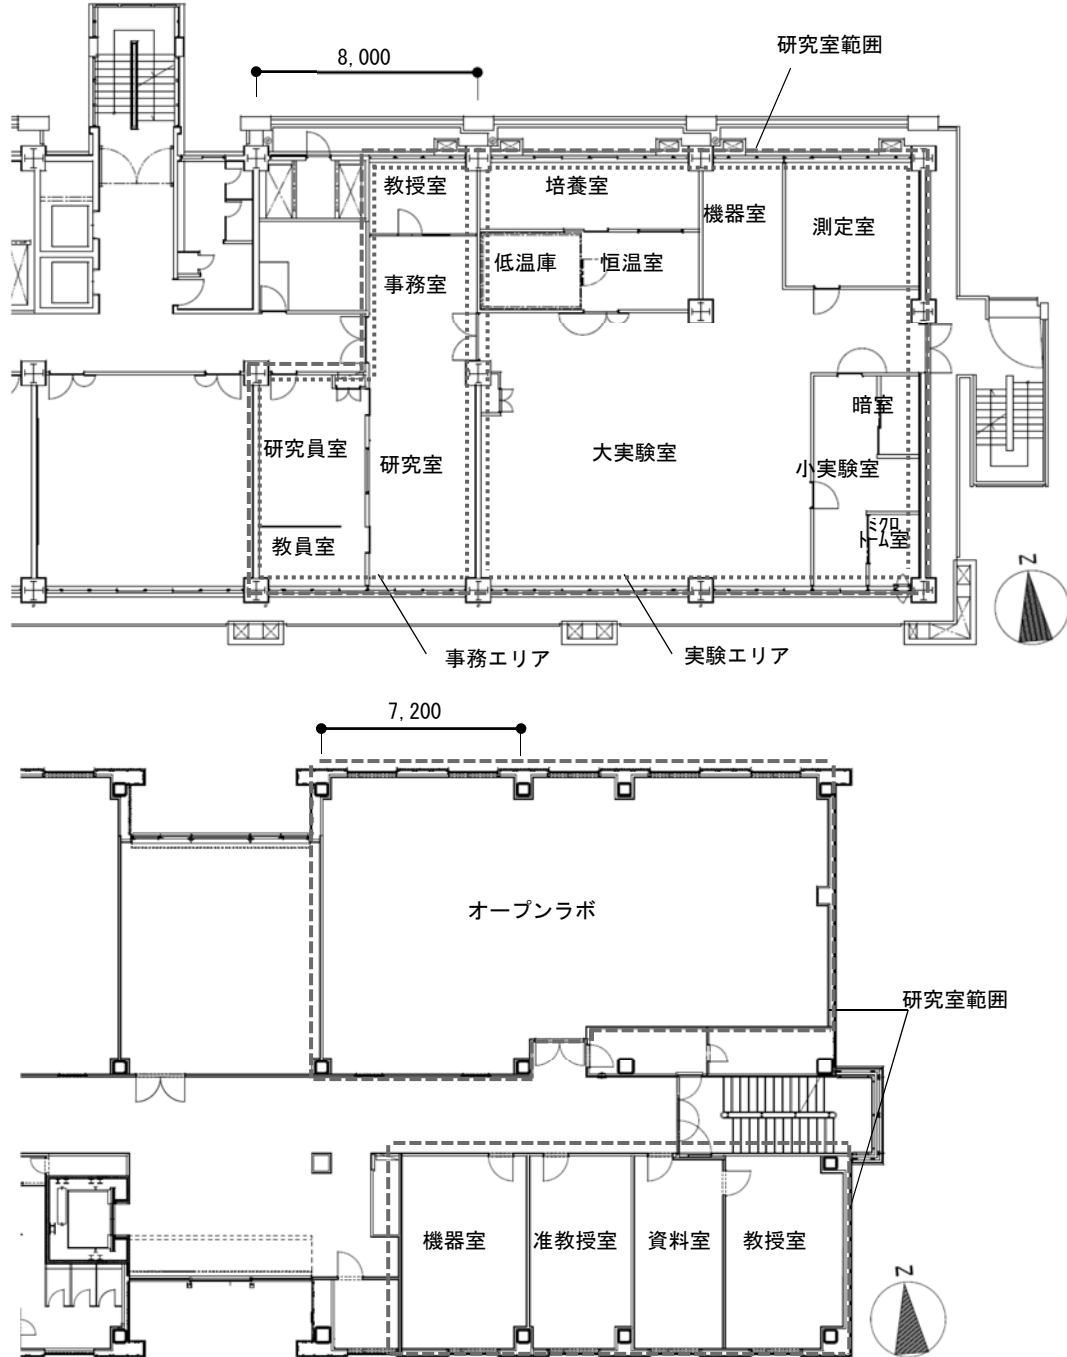 8,000
研究室範囲
教授室
培養室
機器室
測定室
低温庫
恒温室
事務室
暗室
研究員室
研究室
大実験室
小実験室
ミクロ
トーム室
教員室
事務エリア
実験エリア
N
7,200
オープンラボ
研究室範囲
機器室
准教授室
資料室
教授室
N